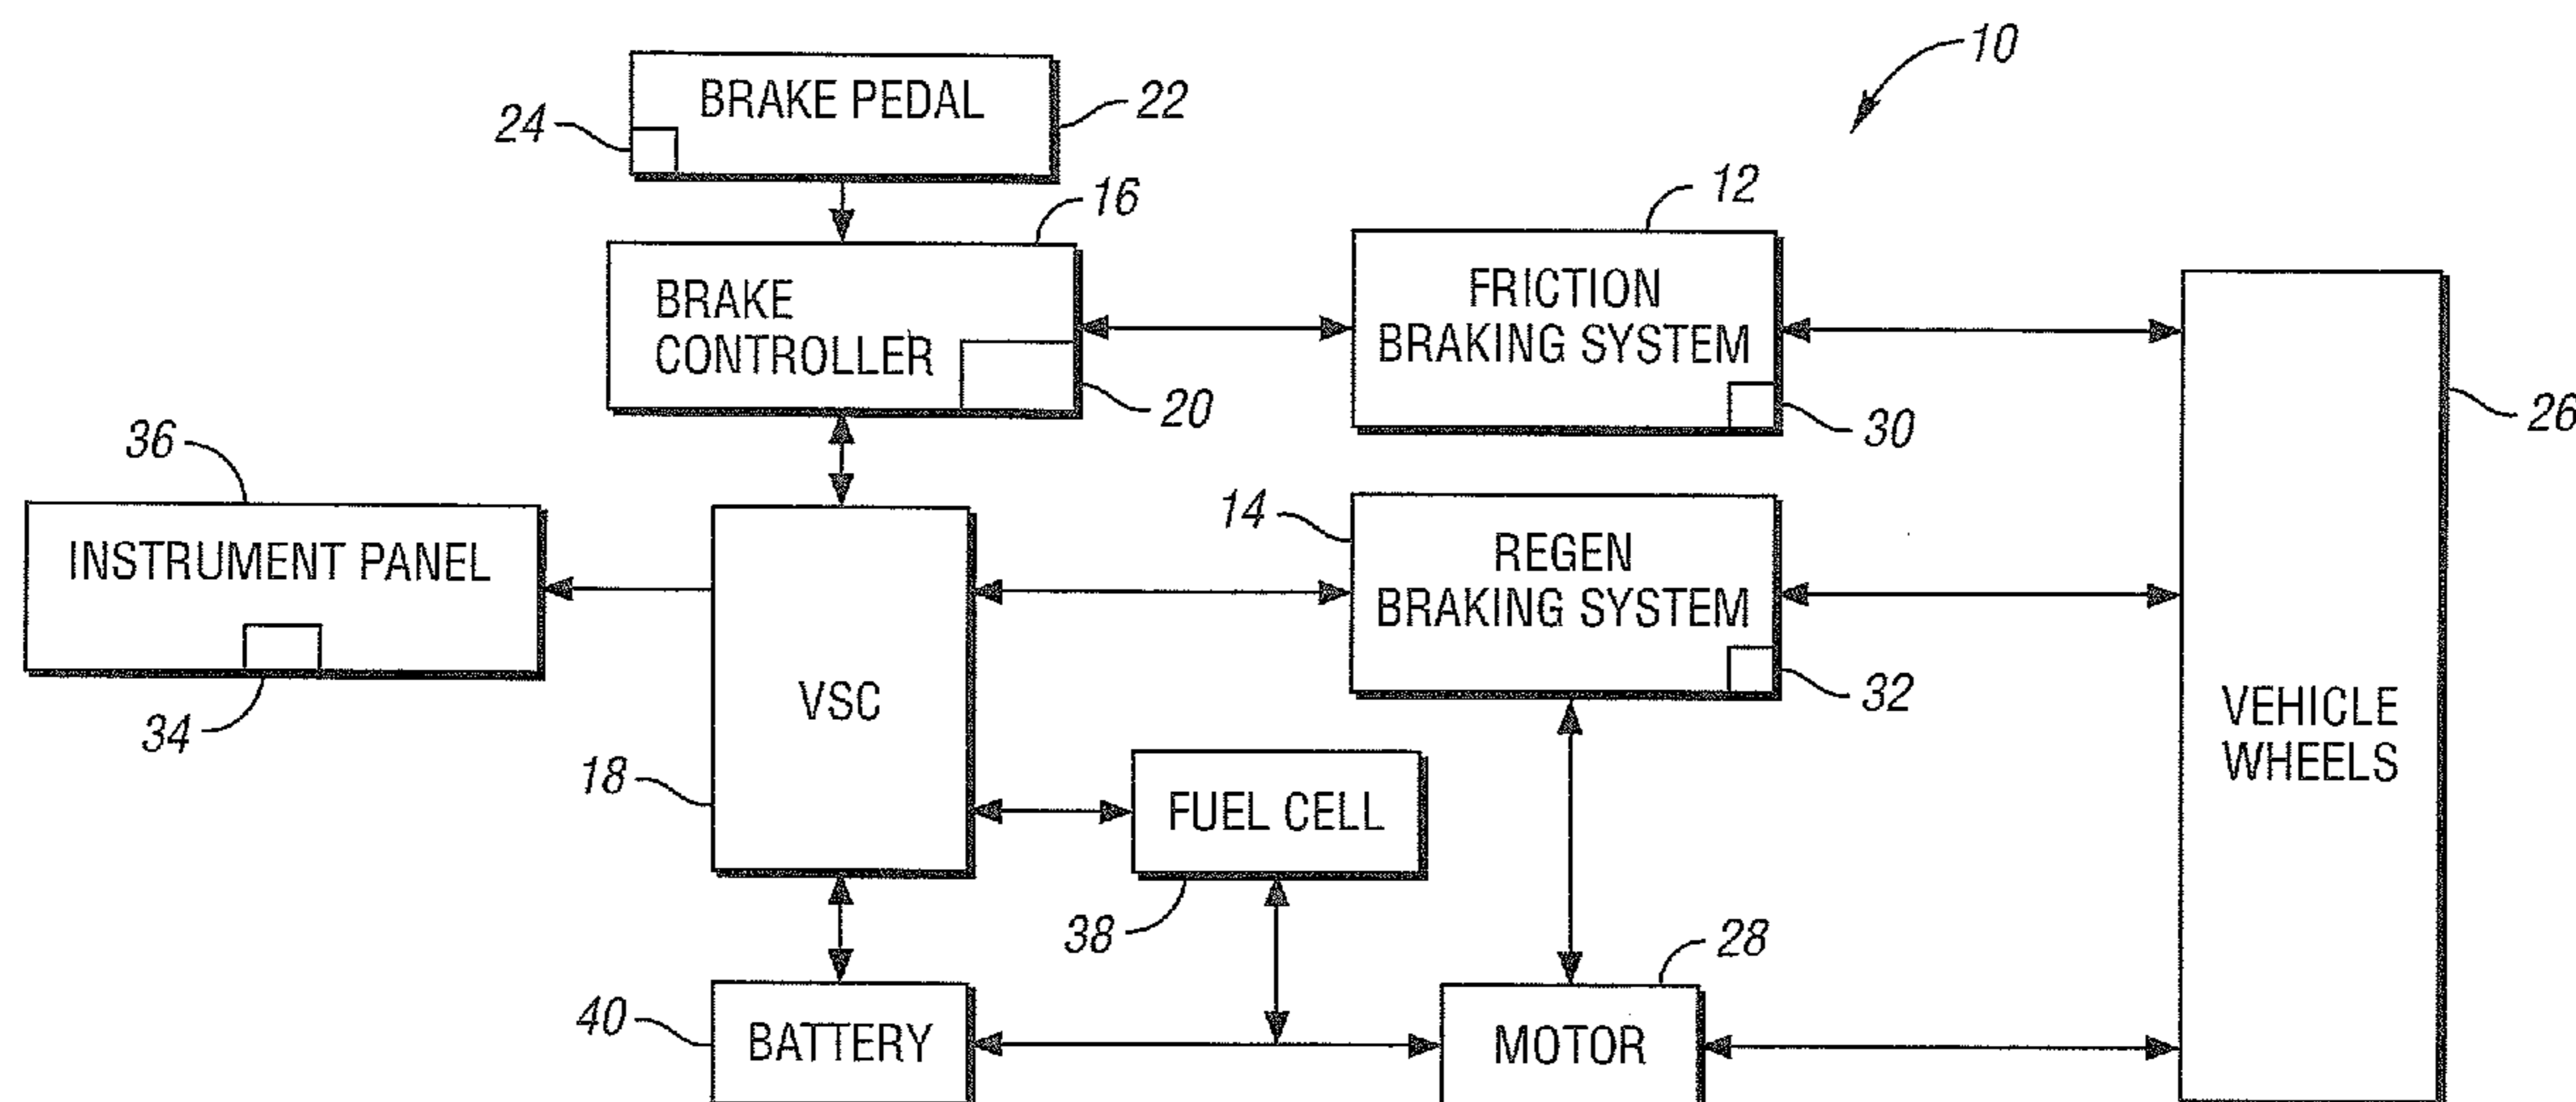 10
BRAKE PEDAL
22
24
16
12
BRAKE
CONTROLLER
20
FRICTION
BRAKING SYSTEM
30
26
36
INSTRUMENT PANEL
34
14
REGEN
BRAKING SYSTEM
32
VSC
18
VEHICLE
WHEELS
FUEL CELL
38
28
40
BATTERY
MOTOR